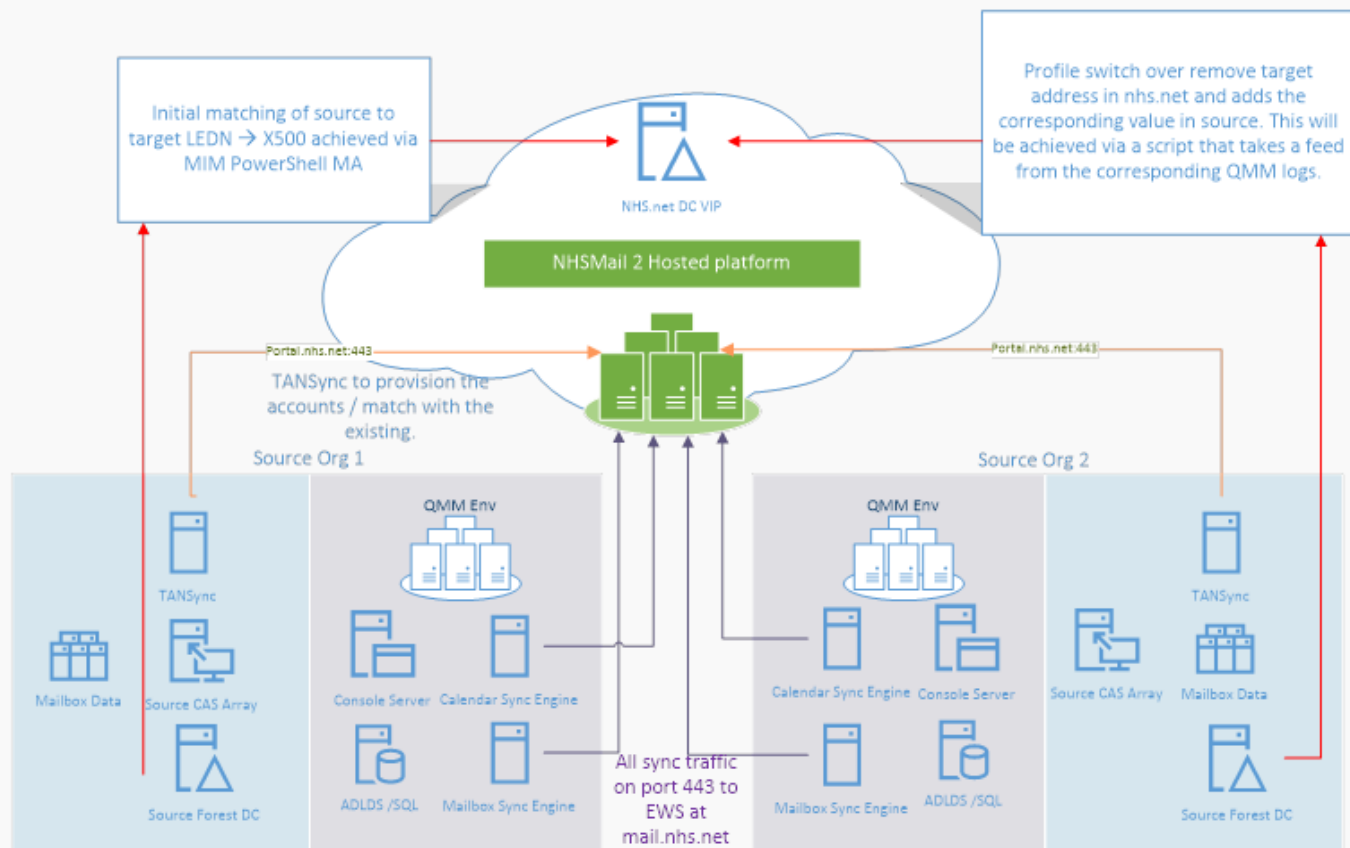 Initial matching of source to
target LEDN → X500 achieved via
MIM PowerShell MA
Profile switch over remove target
address in nhs.net and adds the
corresponding value in source. This will
be achieved via a script that takes a feed
from the corresponding QMM logs.
NHS.net DC VIP
NHSMail 2 Hosted platform
Portal.nhs.net:443
Portal.nhs.net:443
TANSync to provision the
accounts / match with the
existing.
Source Org 1
Source Org 2
QMM Env
QMM Env
TANSync
TANSync
Mailbox Data
Source CAS Array
Console Server
Calendar Sync Engine
Calendar Sync Engine
Console Server
Source CAS Array
Mailbox Data
Source Forest DC
ADLDS /SQL
Mailbox Sync Engine
All sync traffic
on port 443 to
EWS at
mail.nhs.net
Mailbox Sync Engine
ADLDS /SQL
Source Forest DC